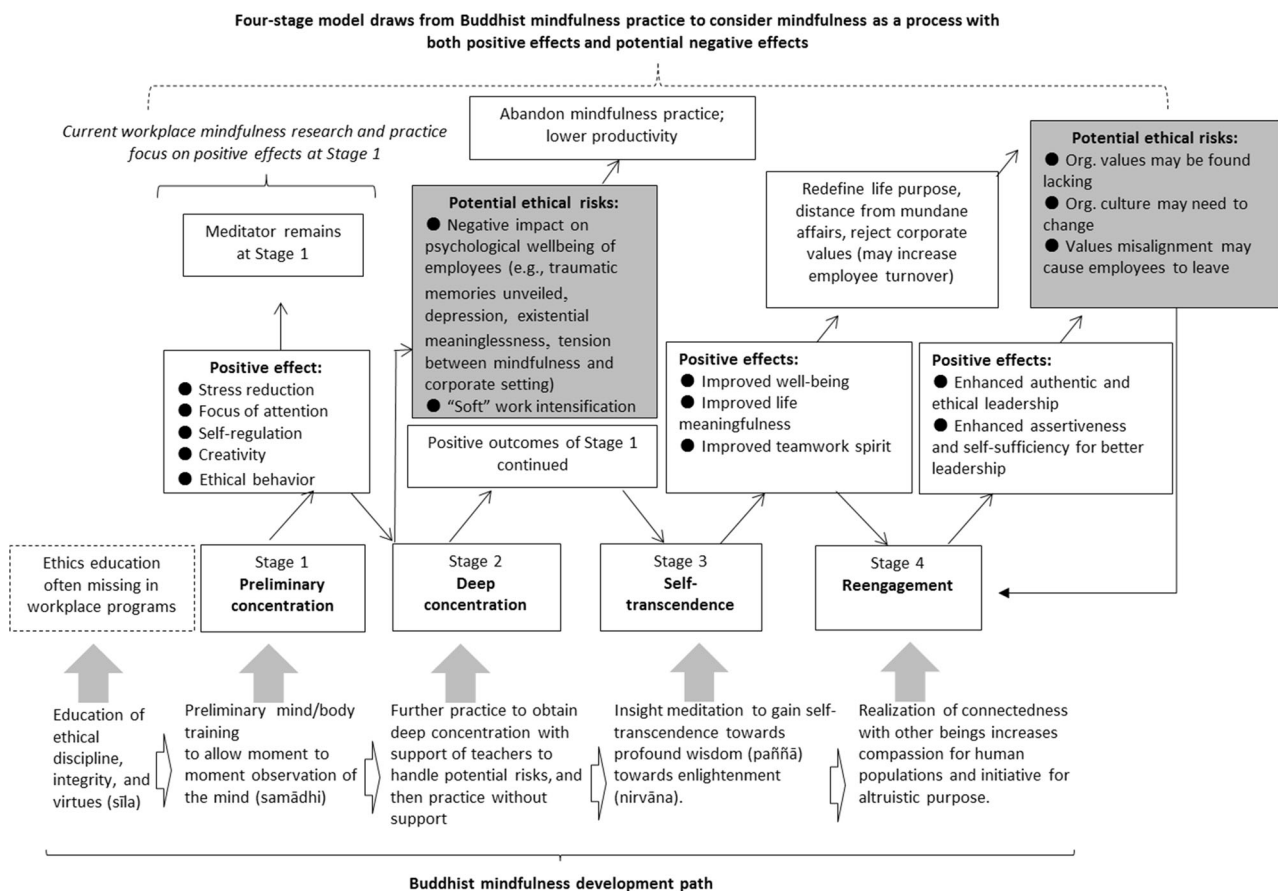 Four-stage model draws from Buddhist mindfulness practice to consider mindfulness as a process with
both positive effects and potential negative effects
Current workplace mindfulness research and practice
focus on positive effects at Stage 1
Meditator remains
at Stage 1
Abandon mindfulness practice;
lower productivity
Potential ethical risks:
● Negative impact on
psychological wellbeing of
employees (e.g., traumatic
memories unveiled,
depression, existential
meaninglessness, tension
between mindfulness and
corporate setting)
● “Soft” work intensification
Redefine life purpose,
distance from mundane
affairs, reject corporate
values (may increase
employee turnover)
Potential ethical risks:
● Org. values may be found
lacking
● Org. culture may need to
change
● Values misalignment may
cause employees to leave
Positive effect:
● Stress reduction
● Focus of attention
● Self-regulation
● Creativity
● Ethical behavior
Positive outcomes of Stage 1
continued
Positive effects:
● Improved well-being
● Improved life
meaningfulness
● Improved teamwork spirit
Positive effects:
● Enhanced authentic and
ethical leadership
● Enhanced assertiveness
and self-sufficiency for better
leadership
Ethics education
often missing in
workplace programs
Stage 1
Preliminary
concentration
Stage 2
Deep
concentration
Stage 3
Self-
transcendence
Stage 4
Reengagement
Education of
ethical
discipline,
integrity, and
virtues (sīla)
Preliminary mind/body
training
to allow moment to
moment observation of
the mind (samādhi)
Further practice to obtain
deep concentration with
support of teachers to
handle potential risks, and
then practice without
support
Insight meditation to gain self-
transcendence towards
profound wisdom (paññā)
towards enlightenment
(nirvāna).
Realization of connectedness
with other beings increases
compassion for human
populations and initiative for
altruistic purpose.
Buddhist mindfulness development path